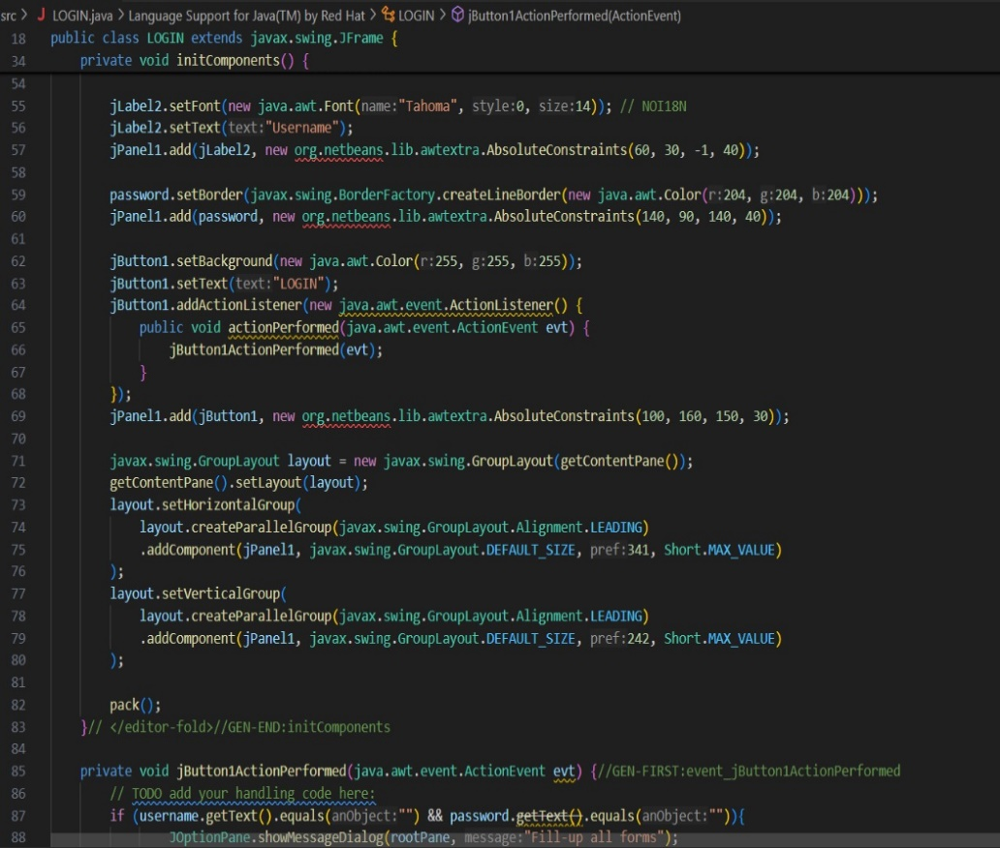 src > J LOGIN.java > Language Support for Java(TM) by Red Hat > LOGIN > jButton1ActionPerformed(ActionEvent)
18 public class LOGIN extends javax.swing.JFrame {
34 private void initComponents() {
54
55 jLabel2.setFont(new java.awt.Font(name:"Tahoma", style:0, size:14)); // NOI18N
56 jLabel2.setText(text:"Username");
57 jPanel1.add(jLabel2, new org.netbeans.lib.awtextra.AbsoluteConstraints(60, 30, -1, 40));
58
59 password.setBorder(javax.swing.BorderFactory.createLineBorder(new java.awt.Color(r:204, g:204, b:204)));
60 jPanel1.add(password, new org.netbeans.lib.awtextra.AbsoluteConstraints(140, 90, 140, 40));
61
62 jButton1.setBackground(new java.awt.Color(r:255, g:255, b:255));
63 jButton1.setText(text:"LOGIN");
64 jButton1.addActionListener(new java.awt.event.ActionListener() {
65 public void actionPerformed(java.awt.event.ActionEvent evt) {
66 jButton1ActionPerformed(evt);
67 }
68 });
69 jPanel1.add(jButton1, new org.netbeans.lib.awtextra.AbsoluteConstraints(100, 160, 150, 30));
70
71 javax.swing.GroupLayout layout = new javax.swing.GroupLayout(getContentPane());
72 getContentPane().setLayout(layout);
73 layout.setHorizontalGroup(
74 layout.createParallelGroup(javax.swing.GroupLayout.Alignment.LEADING)
75 .addComponent(jPanel1, javax.swing.GroupLayout.DEFAULT_SIZE, pref:341, Short.MAX_VALUE)
76 );
77 layout.setVerticalGroup(
78 layout.createParallelGroup(javax.swing.GroupLayout.Alignment.LEADING)
79 .addComponent(jPanel1, javax.swing.GroupLayout.DEFAULT_SIZE, pref:242, Short.MAX_VALUE)
80 );
81
82 pack();
83 }// </editor-fold>//GEN-END:initComponents
84
85 private void jButton1ActionPerformed(java.awt.event.ActionEvent evt) {//GEN-FIRST:event_jButton1ActionPerformed
86 // TODO add your handling code here:
87 if (username.getText().equals(anObject:"") && password.getText().equals(anObject:"")){
88 JOptionPane.showMessageDialog(rootPane, message:"Fill-up all forms");